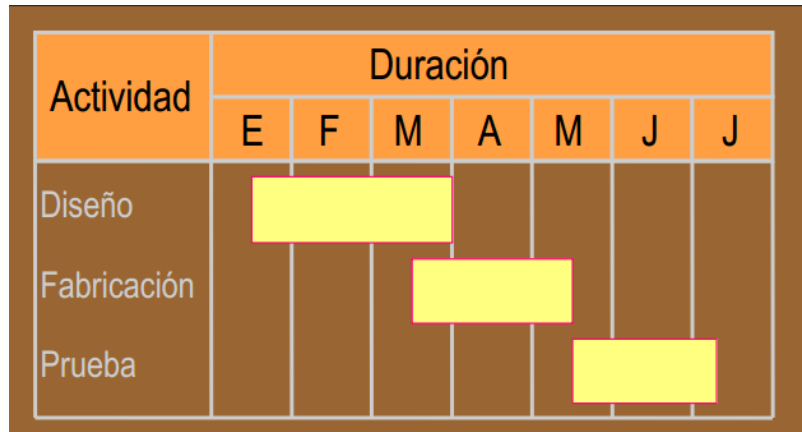 Actividad
Duración
E F M A M J J
Diseño
Fabricación
Prueba